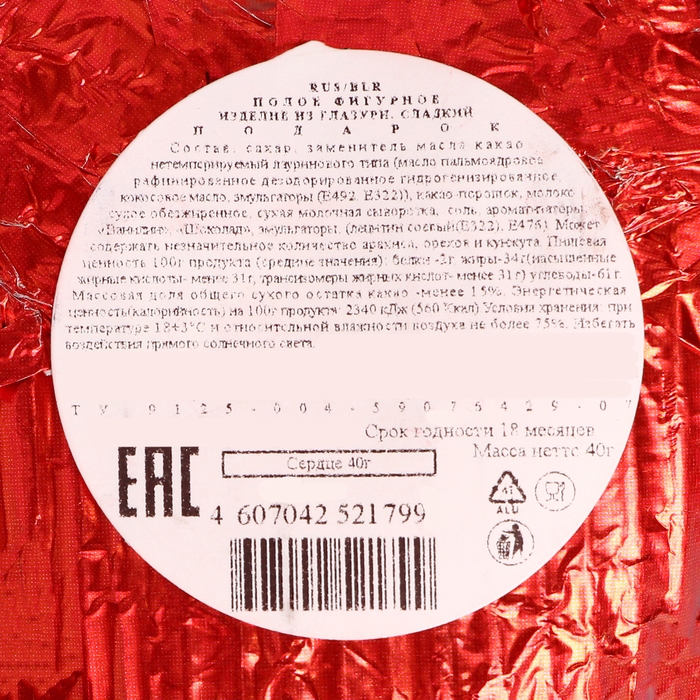 RUS/BLR
ПОЛОЕ ФИГУРНОЕ
ИЗДЕЛИЕ ИЗ ГЛАЗУРИ. СЛАДКИЙ
ПОДАРОК
Состав: сахар, заменитель масла какао
нетемперируемый лауринового типа (масло пальмоядровое
рафинированное дезодорированное гидрогенизированное,
кокосовое масло, эмульгаторы (Е492, Е322)), какао-порошок, молоко
сухое обезжиренное, сухая молочная сыворотка, соль, ароматизаторы:
«Ванилин», «Шоколад», эмульгаторы, (лецитин соевый(Е322), Е476). Может
содержать незначительное количество арахиса, орехов и кунжута. Пищевая
ценность 100г продукта (средние значения): белки -2г жиры-34г(насыщенные
жирные кислоты- менее 31г, трансизомеры жирных кислот- менее 31г) углеводы-61г.
Массовая доля общего сухого остатка какао -менее 15%. Энергетическая
ценность(калорийность) на 100г продукта: 2340 кДж (560 Ккал) Условия хранения: при
температуре 18±3°С и относительной влажности воздуха не более 75%. Избегать
воздействия прямого солнечного света.
ТУ 9125-004-59076429-07
Срок годности 18 месяцев
Масса нетто 40г
ЕАС
Сердце 40г
41
ALU
4 607042 521799